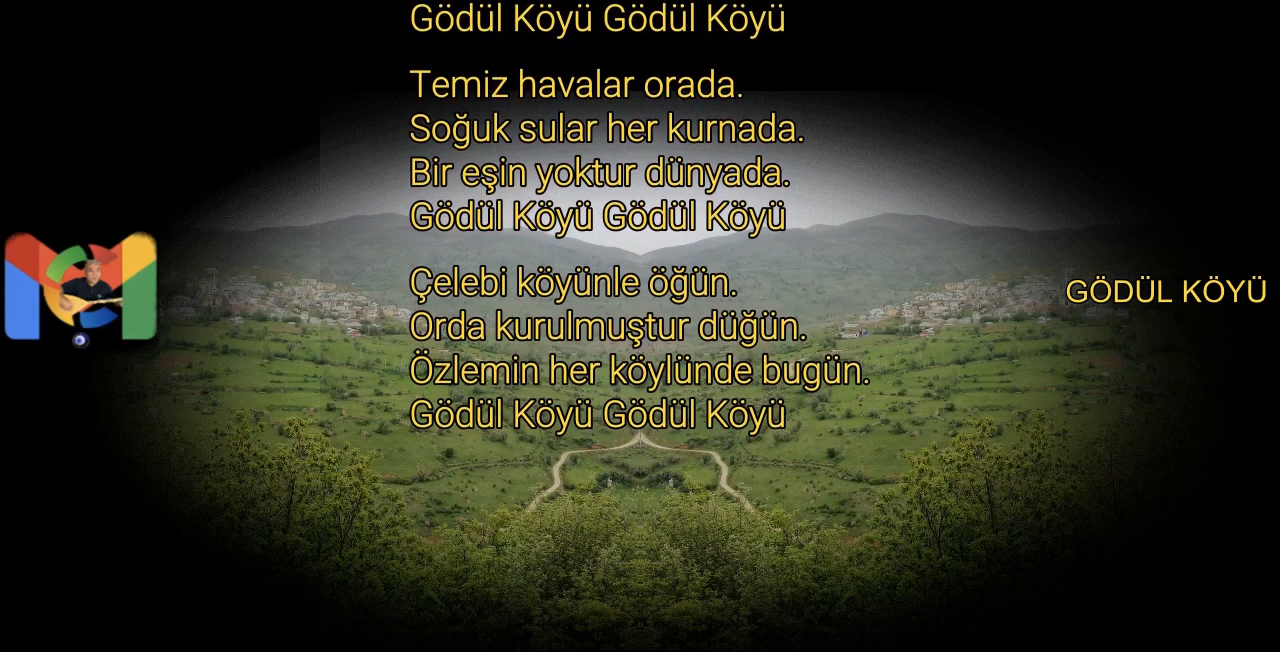 Gödül Köyü Gödül Köyü
Temiz havalar orada.
Soğuk sular her kurnada.
Bir eşin yoktur dünyada.
Gödül Köyü Gödül Köyü
Çelebi köyünle öğün.
Orda kurulmuştur düğün.
Özlemin her köylünde bugün.
Gödül Köyü Gödül Köyü
GÖDÜL KÖYÜ